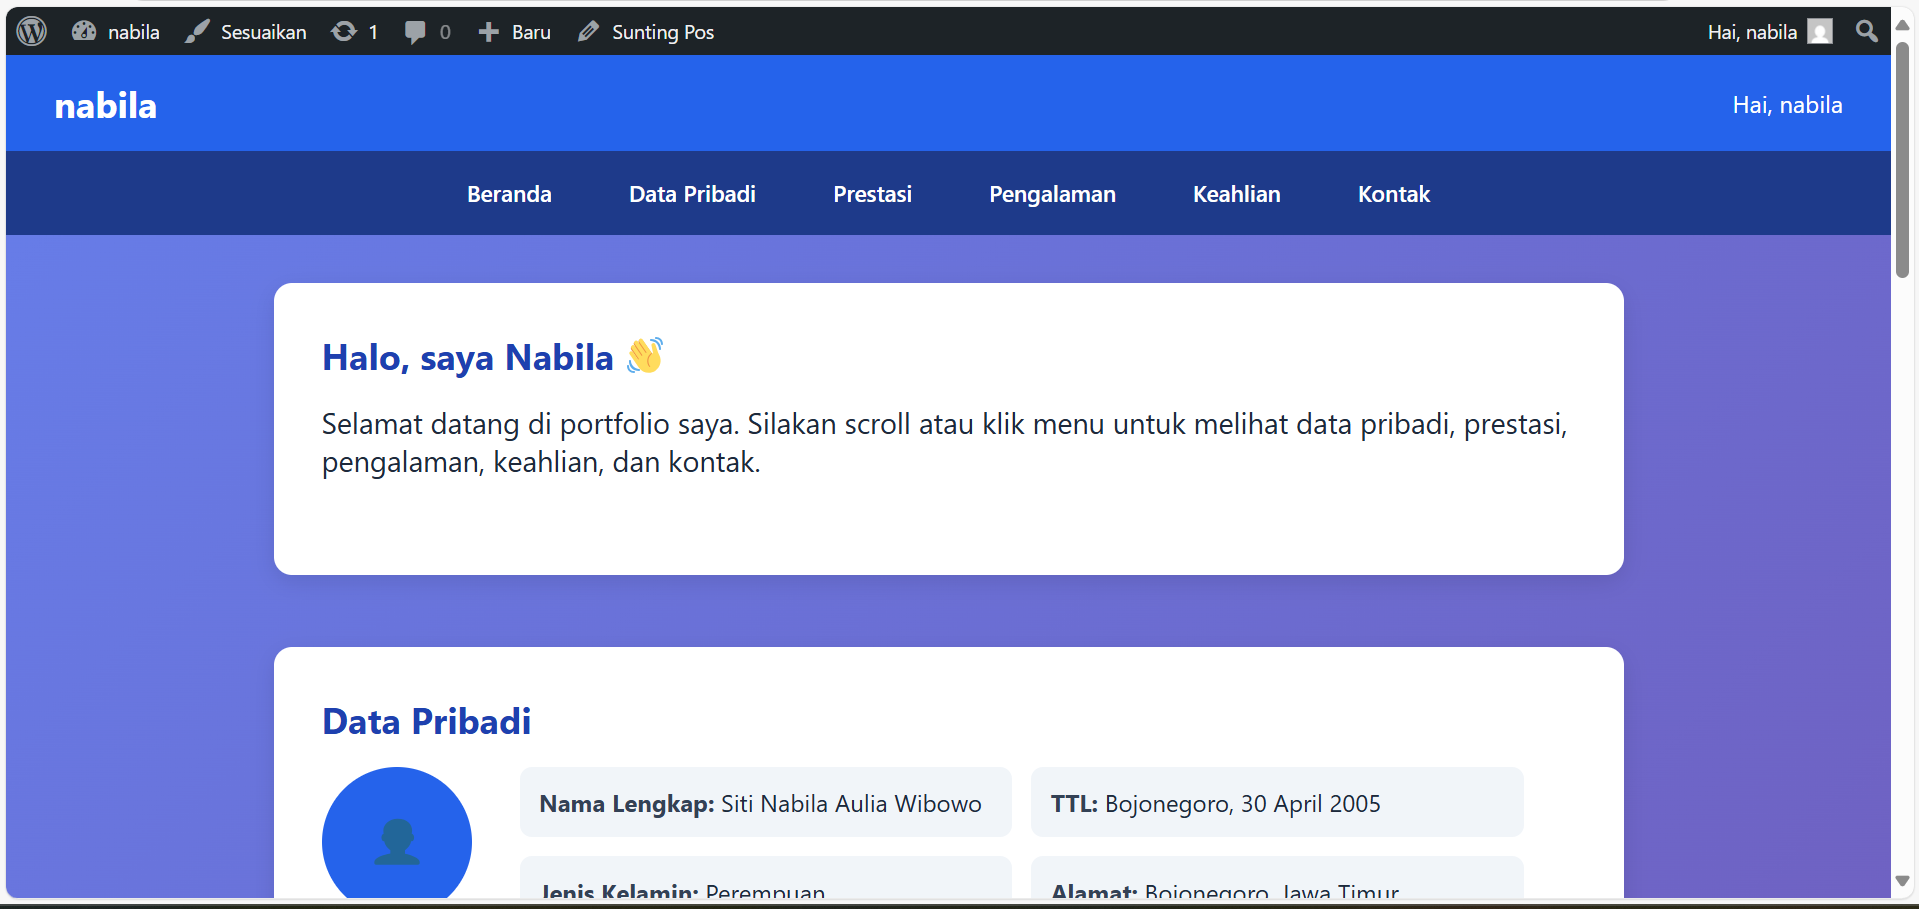 nabila Sesuaikan 1 0 Baru Sunting Pos Hai, nabila
nabila Hai, nabila
Beranda Data Pribadi Prestasi Pengalaman Keahlian Kontak
Halo, saya Nabila 👋
Selamat datang di portfolio saya. Silakan scroll atau klik menu untuk melihat data pribadi, prestasi,
pengalaman, keahlian, dan kontak.
Data Pribadi
Nama Lengkap: Siti Nabila Aulia Wibowo
TTL: Bojonegoro, 30 April 2005
Jenis Kelamin: Perempuan
Alamat: Bojonegoro, Jawa Timur